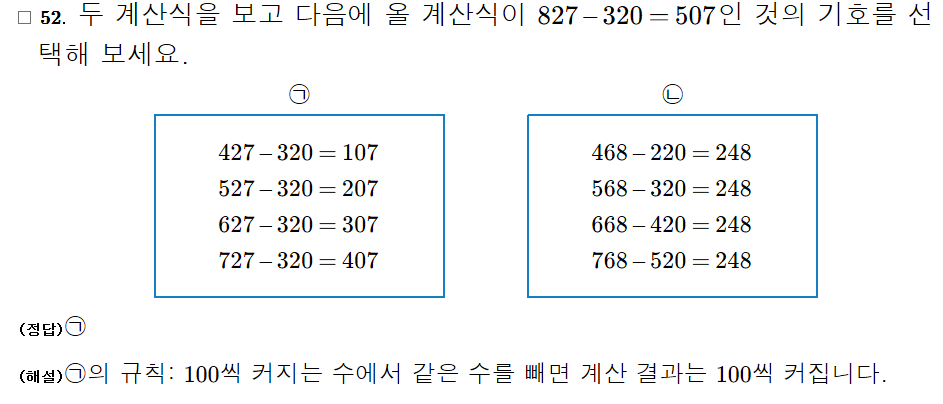 □ 52. 두 계산식을 보고 다음에 올 계산식이 827－320＝507인 것의 기호를 선
택해 보세요.
㉠ ㉡
427－320＝107 468－220＝248
527－320＝207 568－320＝248
627－320＝307 668－420＝248
727－320＝407 768－520＝248
(정답)㉠
(해설)㉠의 규칙: 100씩 커지는 수에서 같은 수를 빼면 계산 결과는 100씩 커집니다.